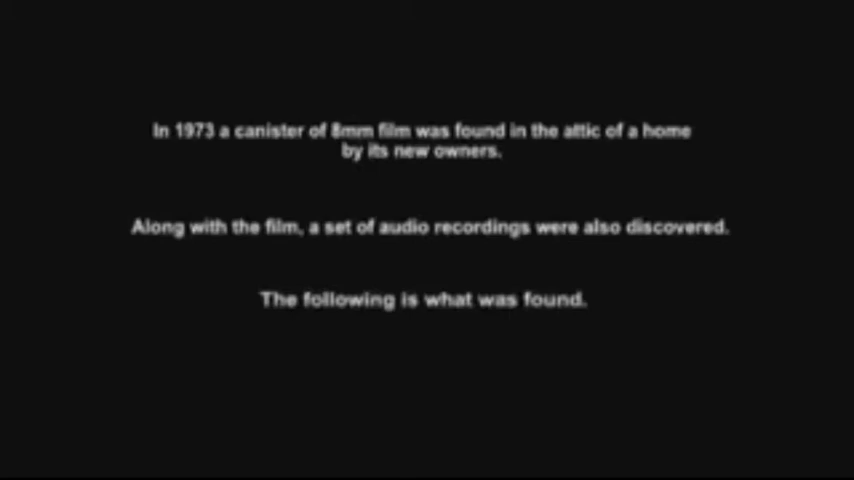 In 1973 a canister of 8mm film was found in the attic of a home
by its new owners.
Along with the film, a set of audio recordings were also discovered.
The following is what was found.